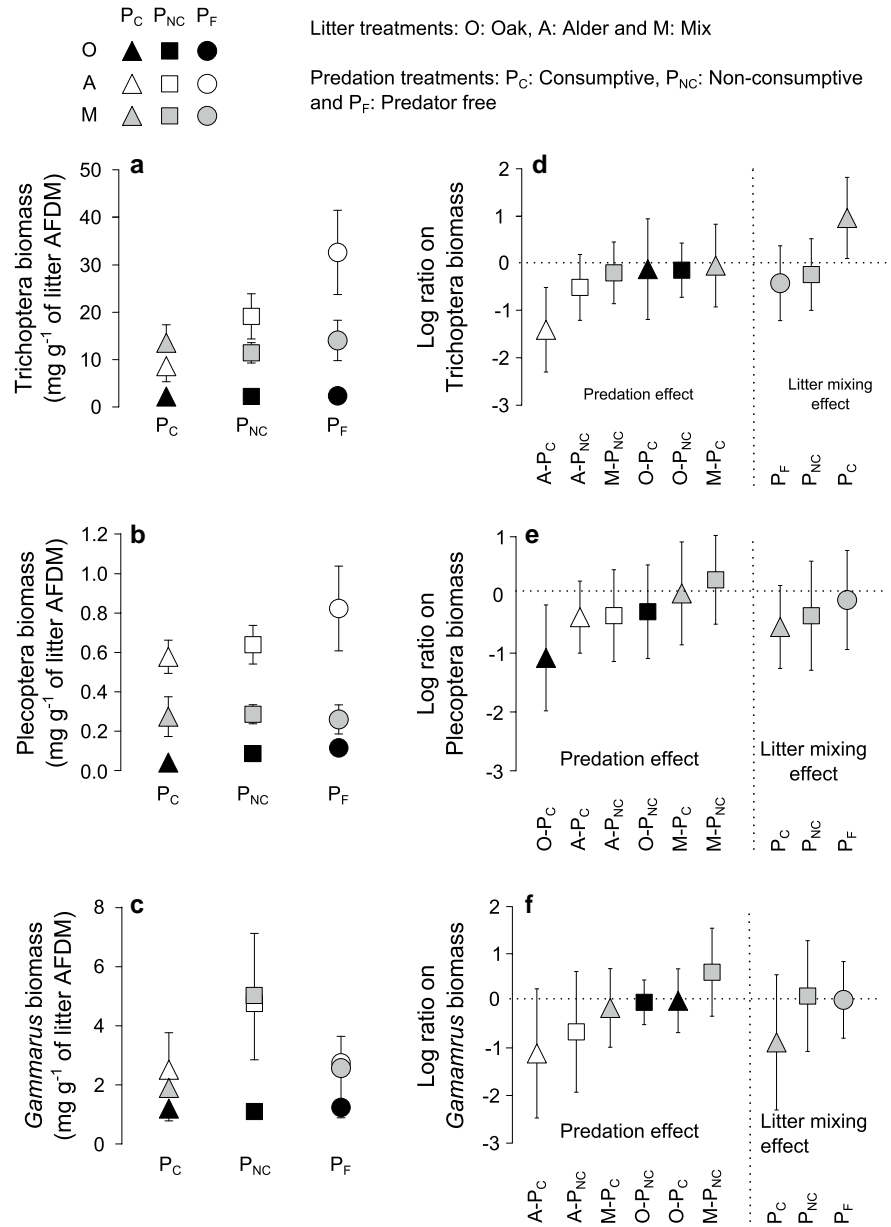 P_C P_NC P_F
O
A
M
Litter treatments: O: Oak, A: Alder and M: Mix
Predation treatments: P_C: Consumptive, P_NC: Non-consumptive
and P_F: Predator free
a
Trichoptera biomass
(mg g⁻¹ of litter AFDM)
50
40
30
20
10
0
P_C P_NC P_F
d
Log ratio on
Trichoptera biomass
2
1
0
-1
-2
-3
Predation effect
Litter mixing
effect
A-P_C A-P_NC M-P_NC O-P_C O-P_NC M-P_C P_F P_NC P_C
b
Plecoptera biomass
(mg g⁻¹ of litter AFDM)
1.2
1.0
0.8
0.6
0.4
0.2
0.0
P_C P_NC P_F
e
Log ratio on
Plecoptera biomass
1
0
-1
-2
-3
Predation effect
Litter mixing
effect
O-P_C A-P_C A-P_NC O-P_NC M-P_C M-P_NC P_C P_NC P_F
c
Gammarus biomass
(mg g⁻¹ of litter AFDM)
8
6
4
2
0
P_C P_NC P_F
f
Log ratio on
Gamamrus biomass
2
1
0
-1
-2
-3
Predation effect
Litter mixing
effect
A-P_C A-P_NC M-P_C O-P_NC O-P_C M-P_NC P_C P_NC P_F